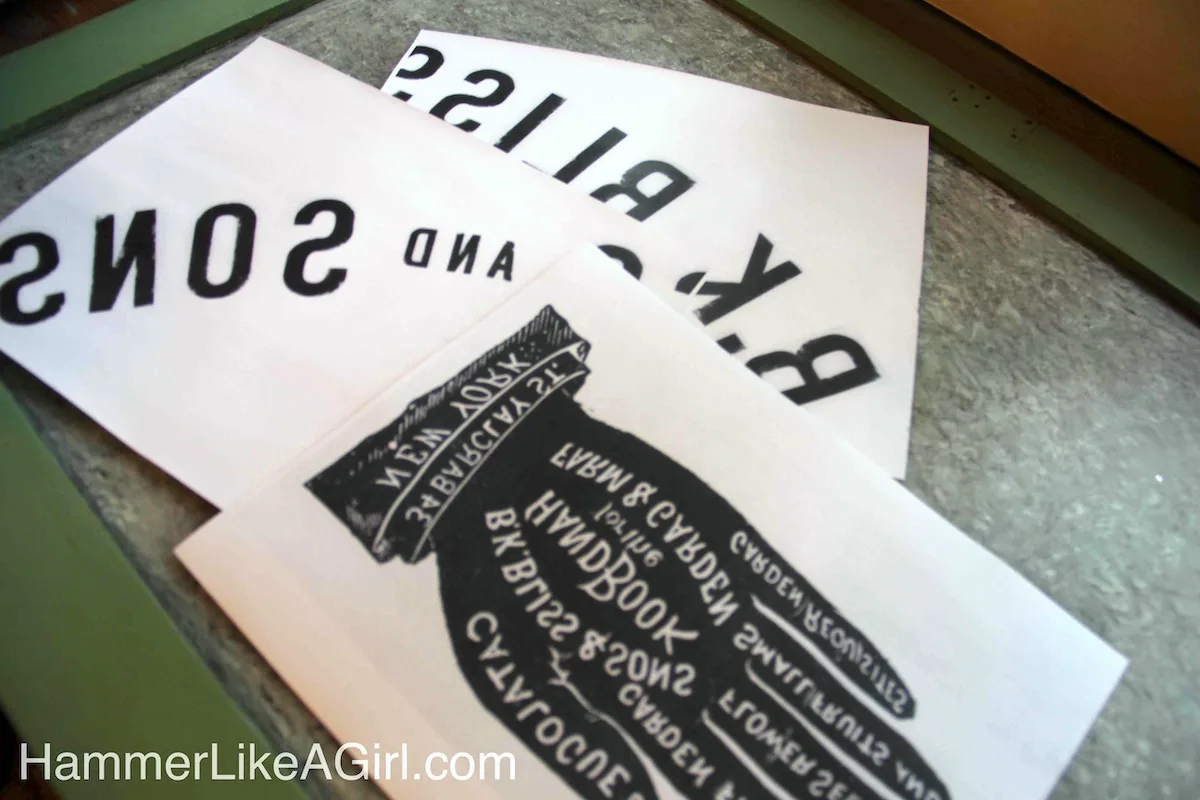 B.K. BLISS
AND SONS
NEW YORK
34 BARCLAY ST.
FARM & GARDEN
for the
HANDBOOK
B.K. BLISS & SONS
CATALOGUE
GARDEN
GARDEN REQUISITES
SMALL FRUITS AND
FLOWER
HammerLikeAGirl.com